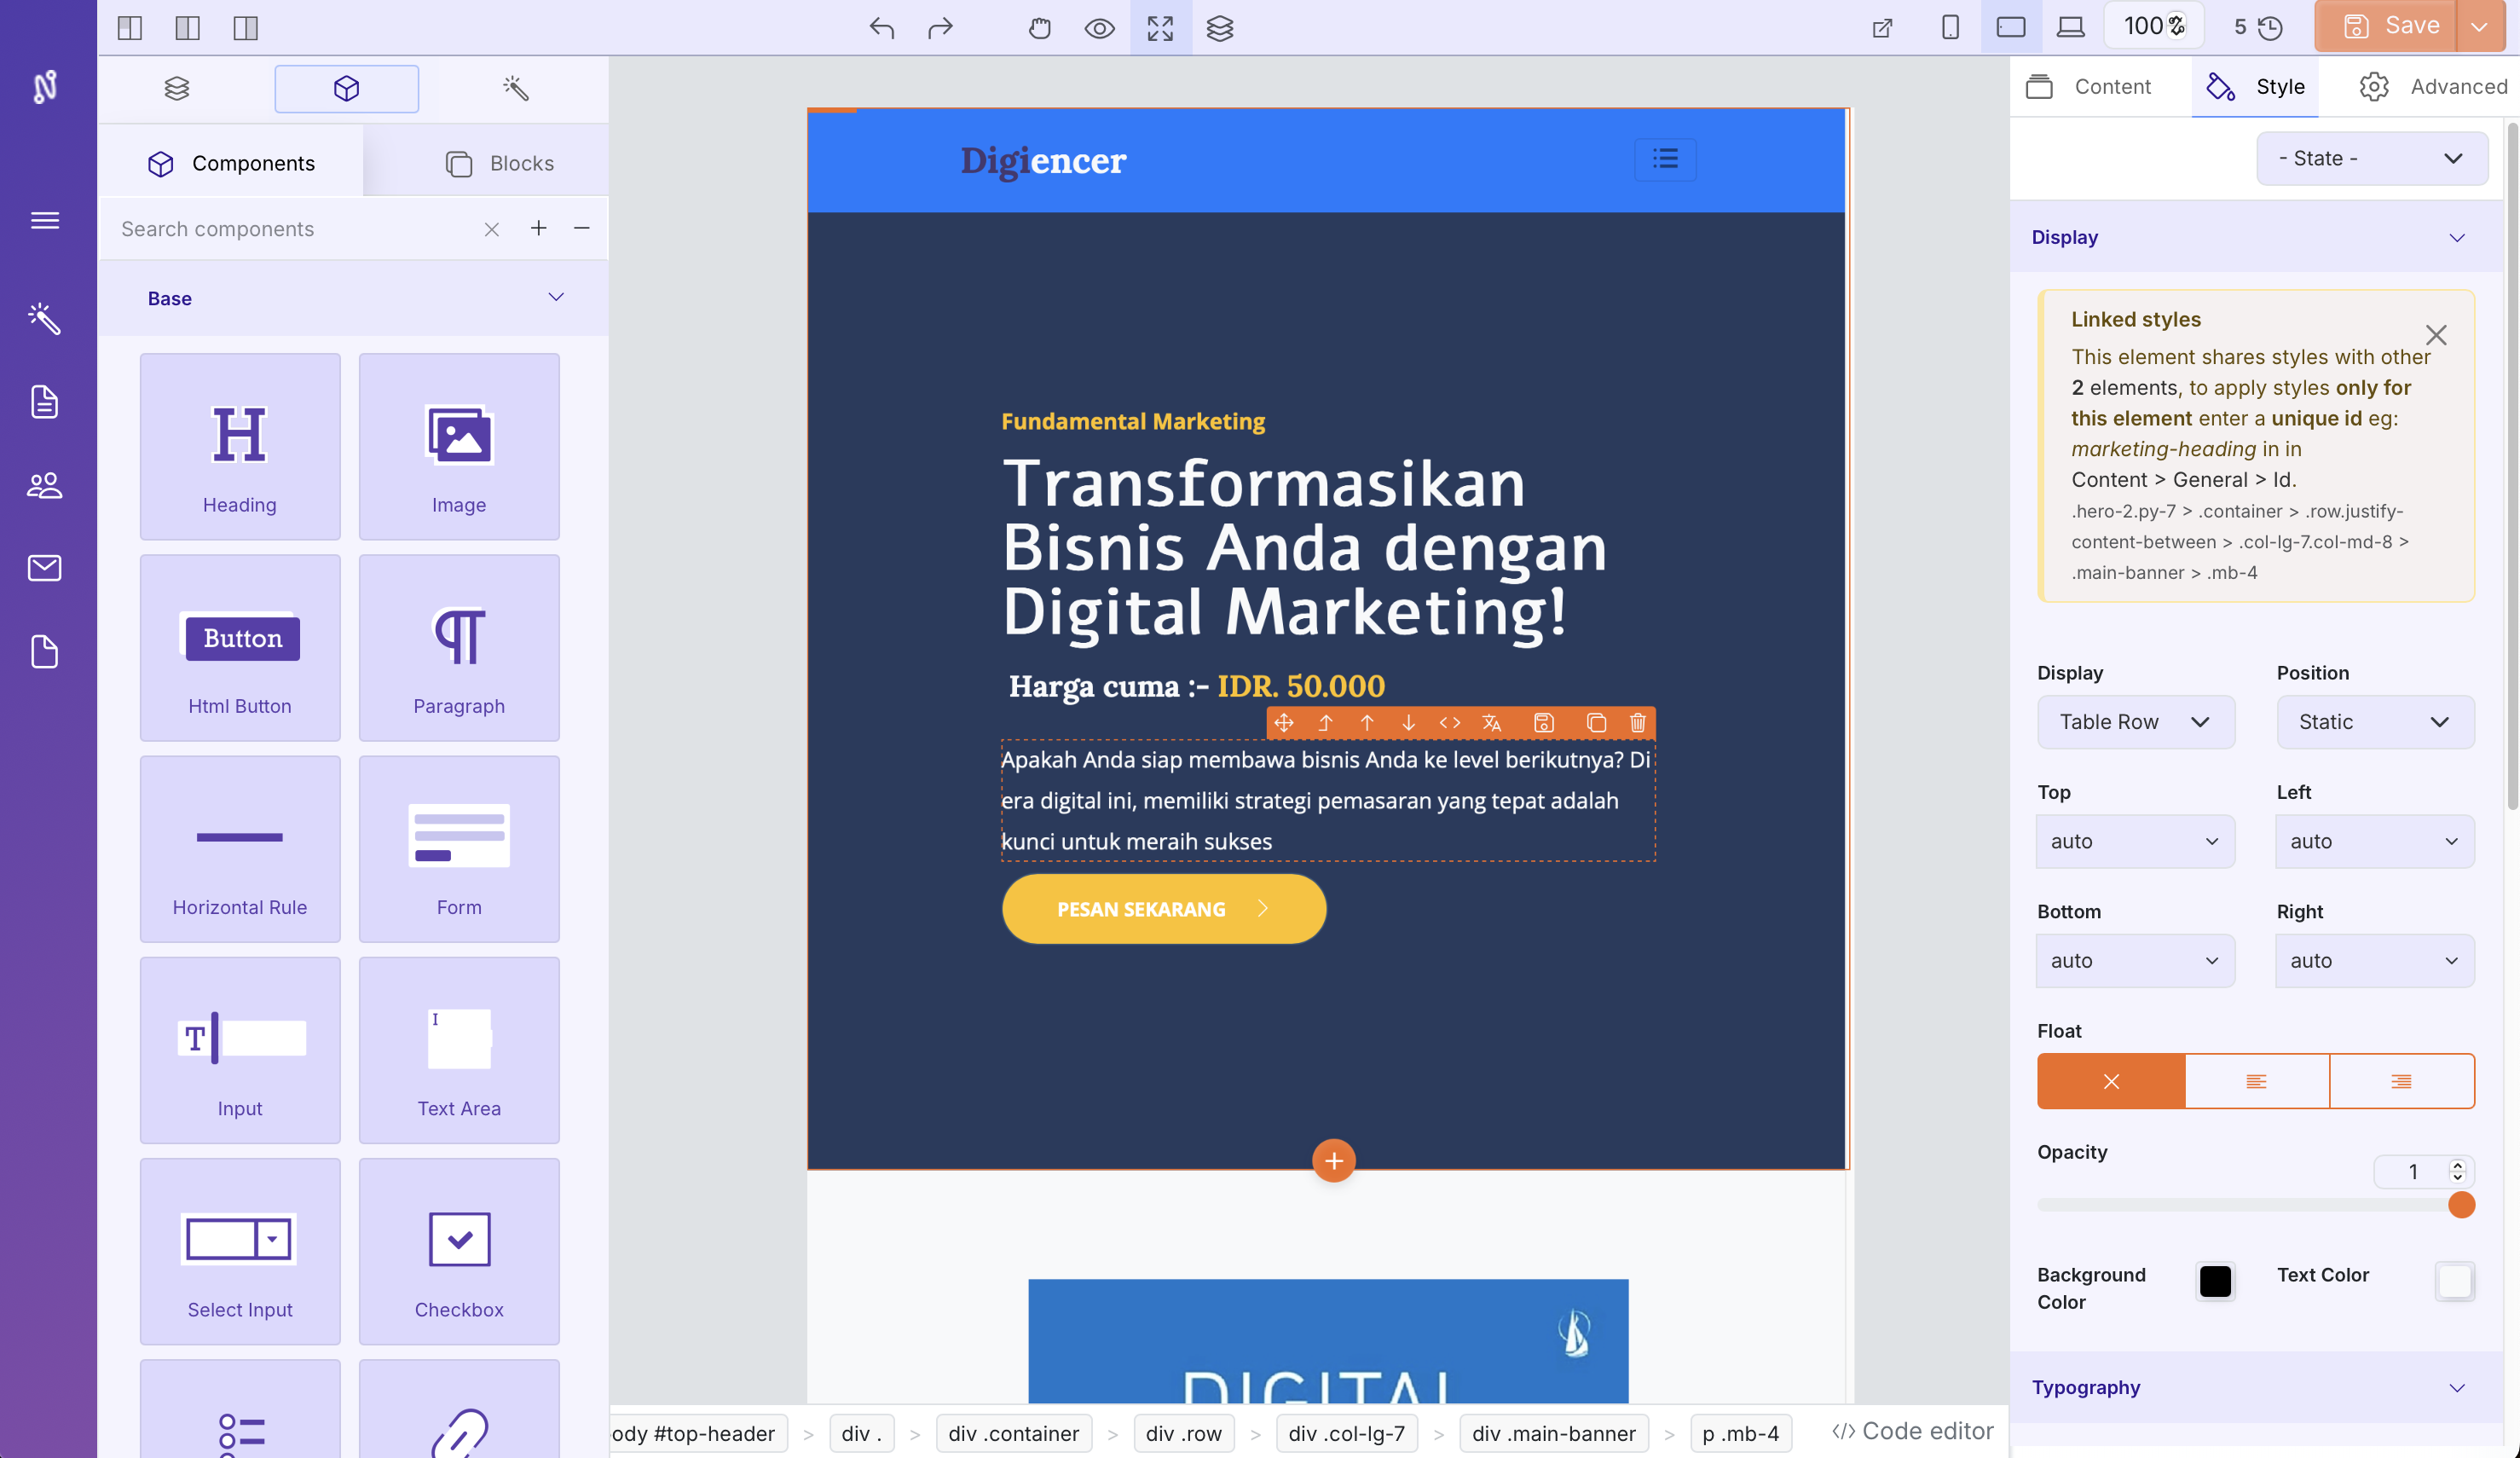 100%
5
Save
Content
Style
Advanced
Components
Blocks
- State -
Search components
Base
Heading
Image
Button
Html Button
Paragraph
Horizontal Rule
Form
T
Input
I
Text Area
Select Input
Checkbox
Digiencer
Fundamental Marketing
Transformasikan
Bisnis Anda dengan
Digital Marketing!
Harga cuma :- IDR. 50.000
Apakah Anda siap membawa bisnis Anda ke level berikutnya? Di
era digital ini, memiliki strategi pemasaran yang tepat adalah
kunci untuk meraih sukses
PESAN SEKARANG
DIGITAL
ody #top-header > div . > div .container > div .row > div .col-lg-7 > div .main-banner > p .mb-4
Code editor
Display
Linked styles
This element shares styles with other
2 elements, to apply styles only for
this element enter a unique id eg:
marketing-heading in in
Content > General > Id.
.hero-2.py-7 > .container > .row.justify-
content-between > .col-lg-7.col-md-8 >
.main-banner > .mb-4
Display
Position
Table Row
Static
Top
Left
auto
auto
Bottom
Right
auto
auto
Float
Opacity
1
Background
Color
Text Color
Typography